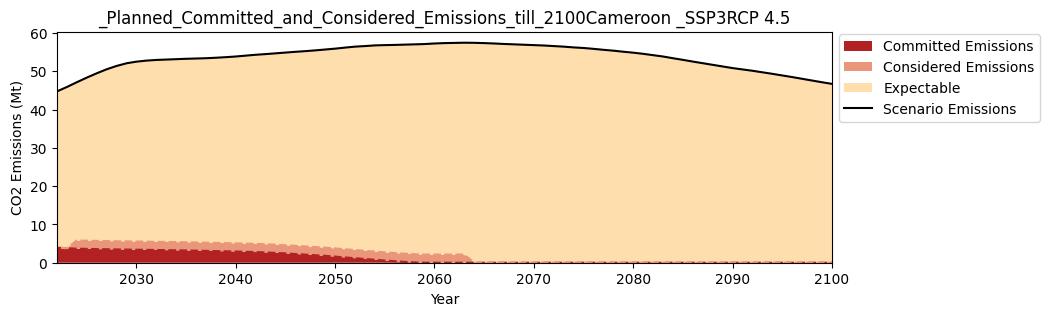 _Planned_Committed_and_Considered_Emissions_till_2100Cameroon _SSP3RCP 4.5
60
50
40
30
20
10
0
CO2 Emissions (Mt)
2030 2040 2050 2060 2070 2080 2090 2100
Year
Committed Emissions
Considered Emissions
Expectable
Scenario Emissions